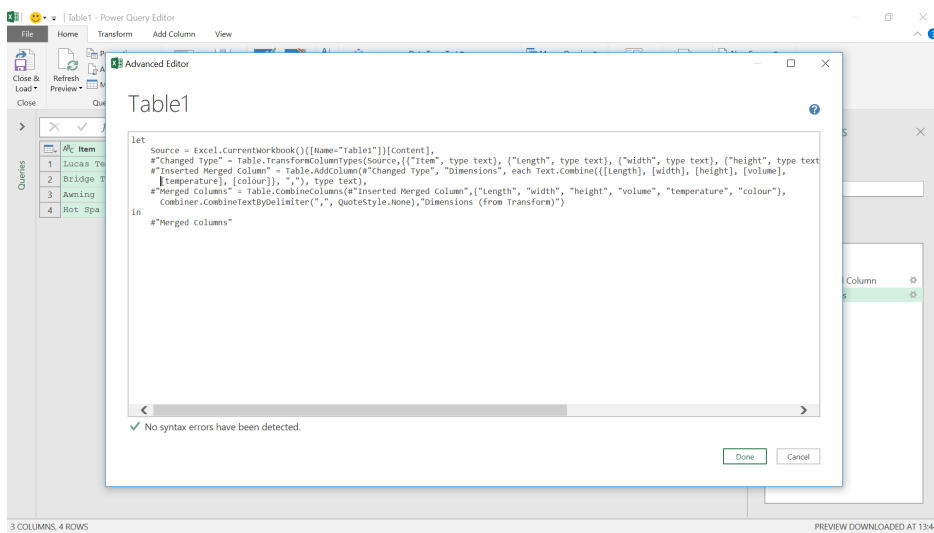 Table1 - Power Query Editor
File Home Transform Add Column View
Close & Load
Refresh Preview
Close
Advanced Editor
Table1
let
Source = Excel.CurrentWorkbook(){[Name="Table1"]}[Content],
#"Changed Type" = Table.TransformColumnTypes(Source,{{"Item", type text}, {"Length", type text}, {"width", type text}, {"height", type text
#"Inserted Merged Column" = Table.AddColumn(#"Changed Type", "Dimensions", each Text.Combine({[Length], [width], [height], [volume],
[temperature], [colour]}, ","), type text),
#"Merged Columns" = Table.CombineColumns(#"Inserted Merged Column",{"Length", "width", "height", "volume", "temperature", "colour"},
Combiner.CombineTextByDelimiter(",", QuoteStyle.None),"Dimensions (from Transform)")
in
#"Merged Columns"
Queries
Item
1 Lucas Te
2 Bridge T
3 Awning
4 Hot Spa
Column
No syntax errors have been detected.
Done Cancel
3 COLUMNS, 4 ROWS
PREVIEW DOWNLOADED AT 13:4